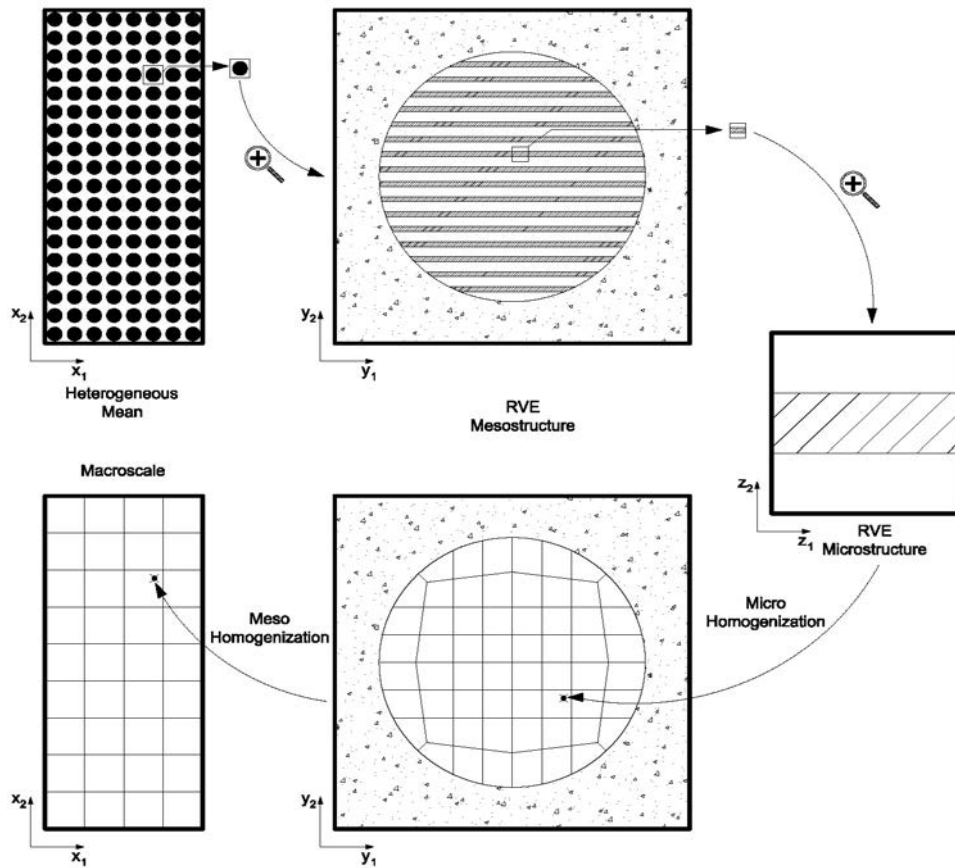 x₂
x₁
Heterogeneous
Mean
y₂
y₁
RVE
Mesostructure
z₂
z₁
RVE
Microstructure
Macroscale
Meso
Homogenization
Micro
Homogenization
x₂
x₁
y₂
y₁